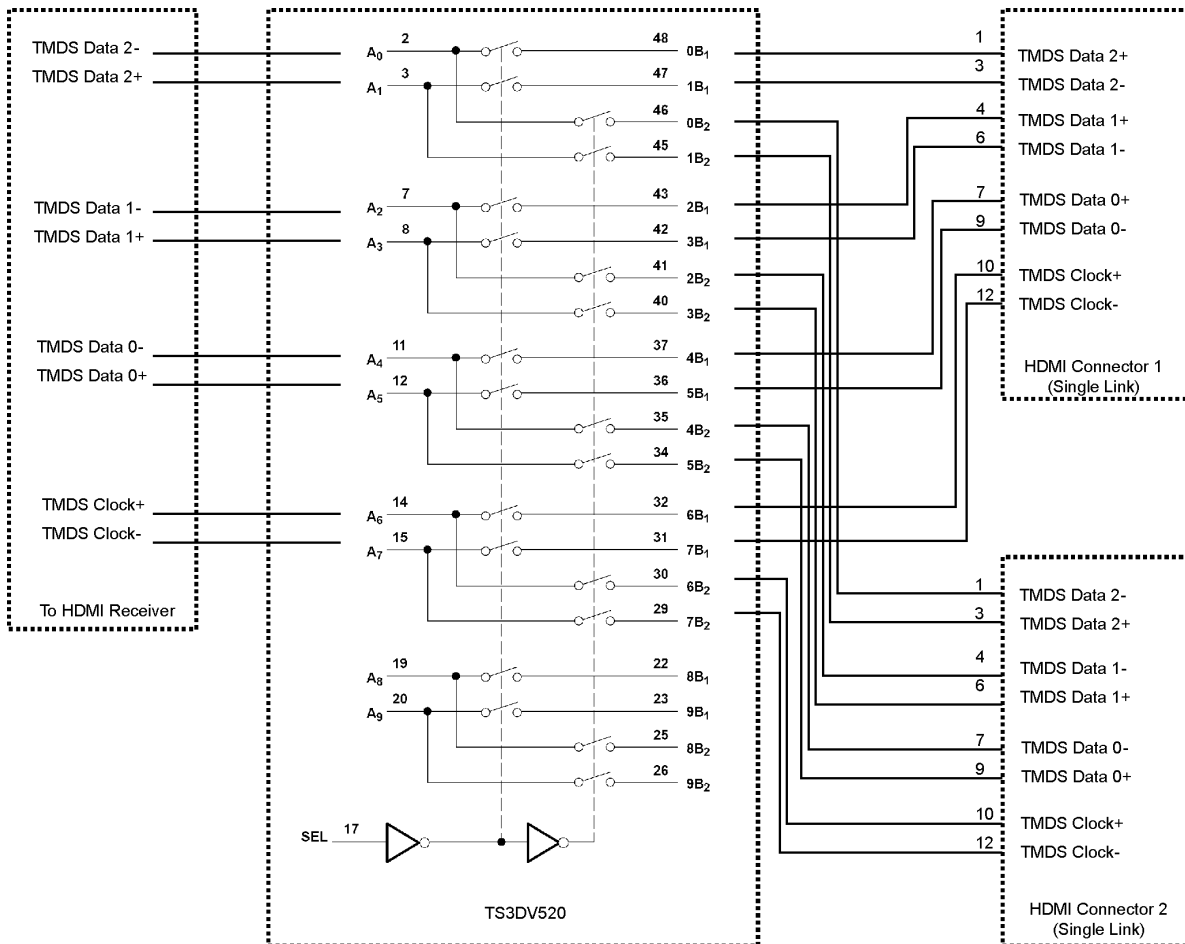 TMDS Data 2-
TMDS Data 2+
TMDS Data 1-
TMDS Data 1+
TMDS Data 0-
TMDS Data 0+
TMDS Clock+
TMDS Clock-
To HDMI Receiver
A0 2 48 0B1
A1 3 47 1B1
46 0B2
45 1B2
A2 7 43 2B1
A3 8 42 3B1
41 2B2
40 3B2
A4 11 37 4B1
A5 12 36 5B1
35 4B2
34 5B2
A6 14 32 6B1
A7 15 31 7B1
30 6B2
29 7B2
A8 19 22 8B1
A9 20 23 9B1
25 8B2
26 9B2
SEL 17
TS3DV520
1 TMDS Data 2+
3 TMDS Data 2-
4 TMDS Data 1+
6 TMDS Data 1-
7 TMDS Data 0+
9 TMDS Data 0-
10 TMDS Clock+
12 TMDS Clock-
HDMI Connector 1
(Single Link)
1 TMDS Data 2-
3 TMDS Data 2+
4 TMDS Data 1-
6 TMDS Data 1+
7 TMDS Data 0-
9 TMDS Data 0+
10 TMDS Clock+
12 TMDS Clock-
HDMI Connector 2
(Single Link)